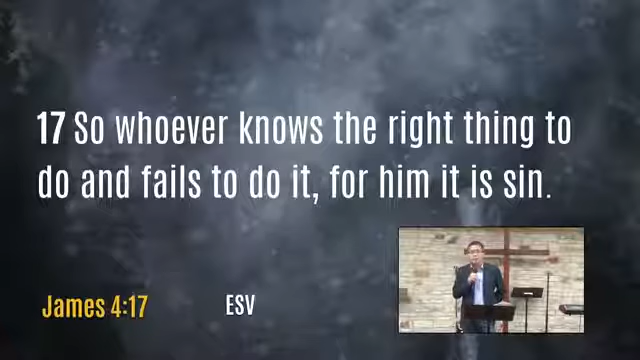 17 So whoever knows the right thing to
do and fails to do it, for him it is sin.
James 4:17 ESV